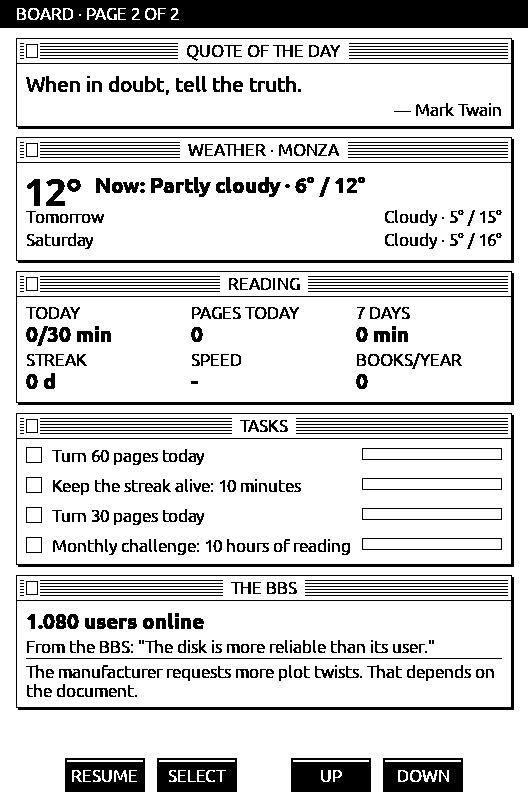 BOARD · PAGE 2 OF 2
QUOTE OF THE DAY
When in doubt, tell the truth.
— Mark Twain
WEATHER · MONZA
12° Now: Partly cloudy · 6° / 12°
Tomorrow Cloudy · 5° / 15°
Saturday Cloudy · 5° / 16°
READING
TODAY PAGES TODAY 7 DAYS
0/30 min 0 0 min
STREAK SPEED BOOKS/YEAR
0 d - 0
TASKS
Turn 60 pages today
Keep the streak alive: 10 minutes
Turn 30 pages today
Monthly challenge: 10 hours of reading
THE BBS
1.080 users online
From the BBS: "The disk is more reliable than its user."
The manufacturer requests more plot twists. That depends on
the document.
RESUME SELECT UP DOWN